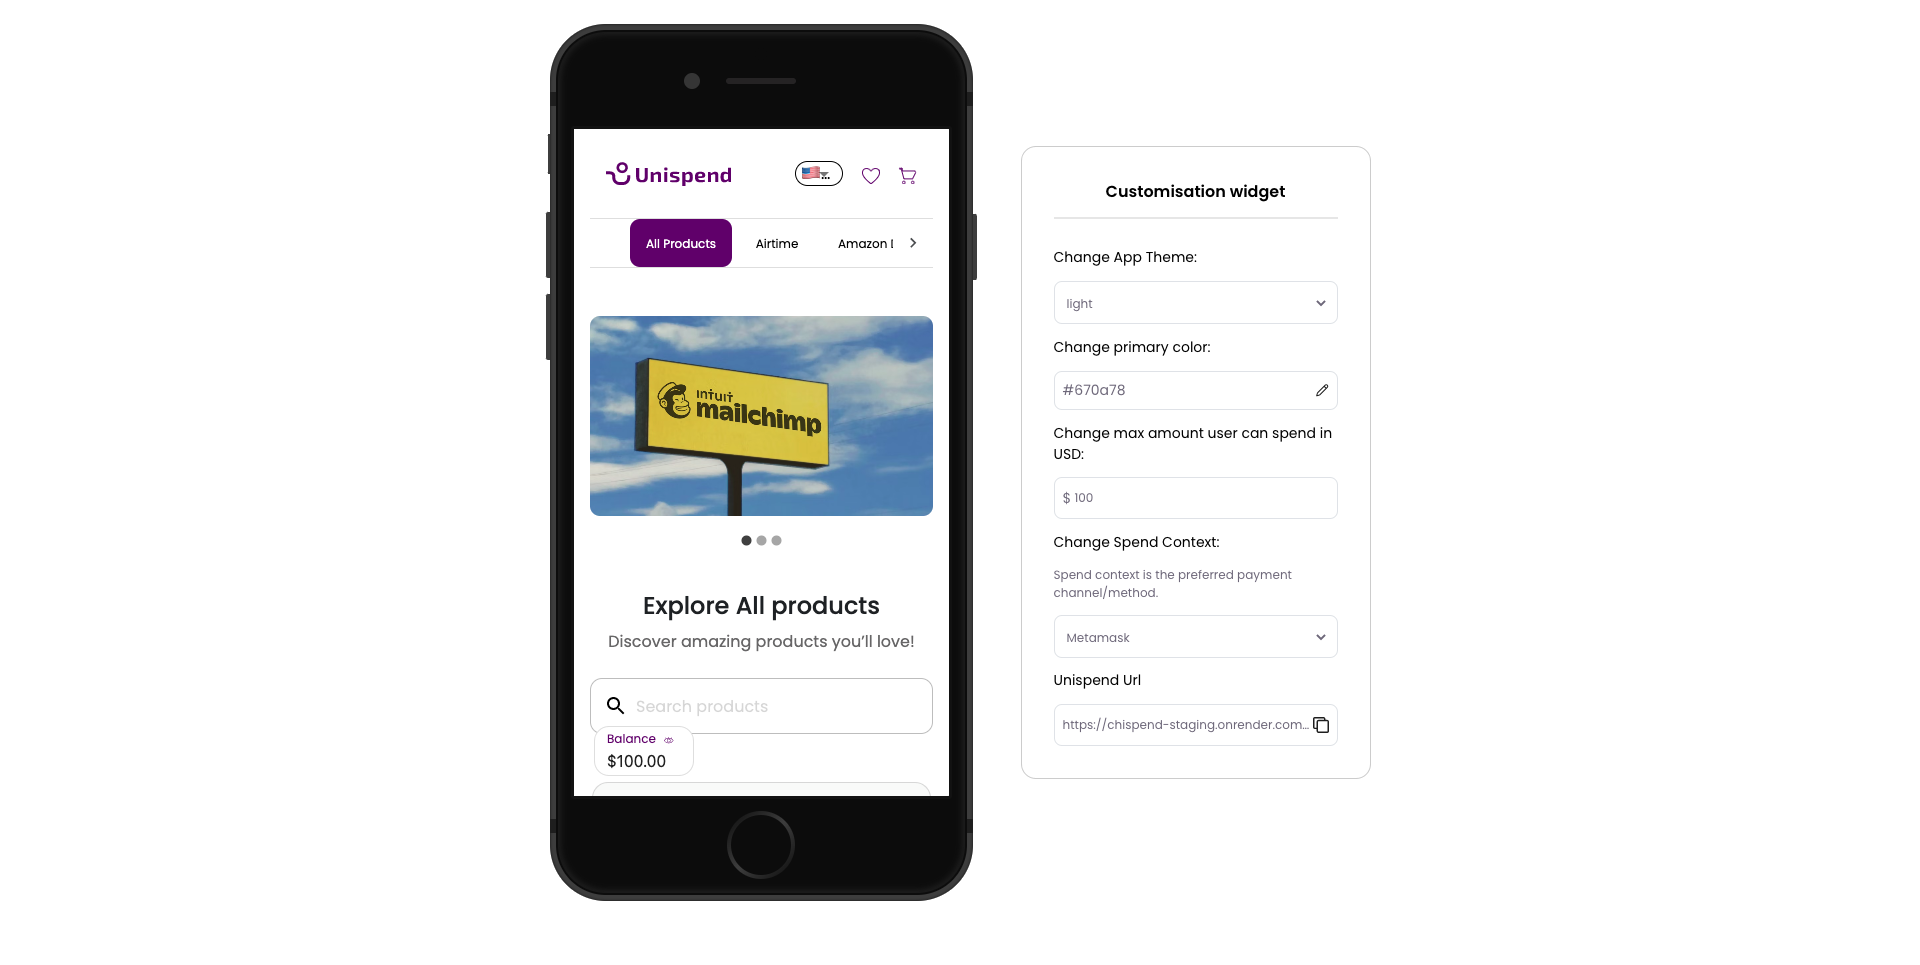 Unispend
All Products
Airtime
Amazon
intuit
mailchimp
Explore All products
Discover amazing products you'll love!
Search products
Balance
$100.00
Customisation widget
Change App Theme:
light
Change primary color:
#670a78
Change max amount user can spend in
USD:
$ 100
Change Spend Context:
Spend context is the preferred payment
channel/method.
Metamask
Unispend Url
https://chispend-staging.onrender.com...